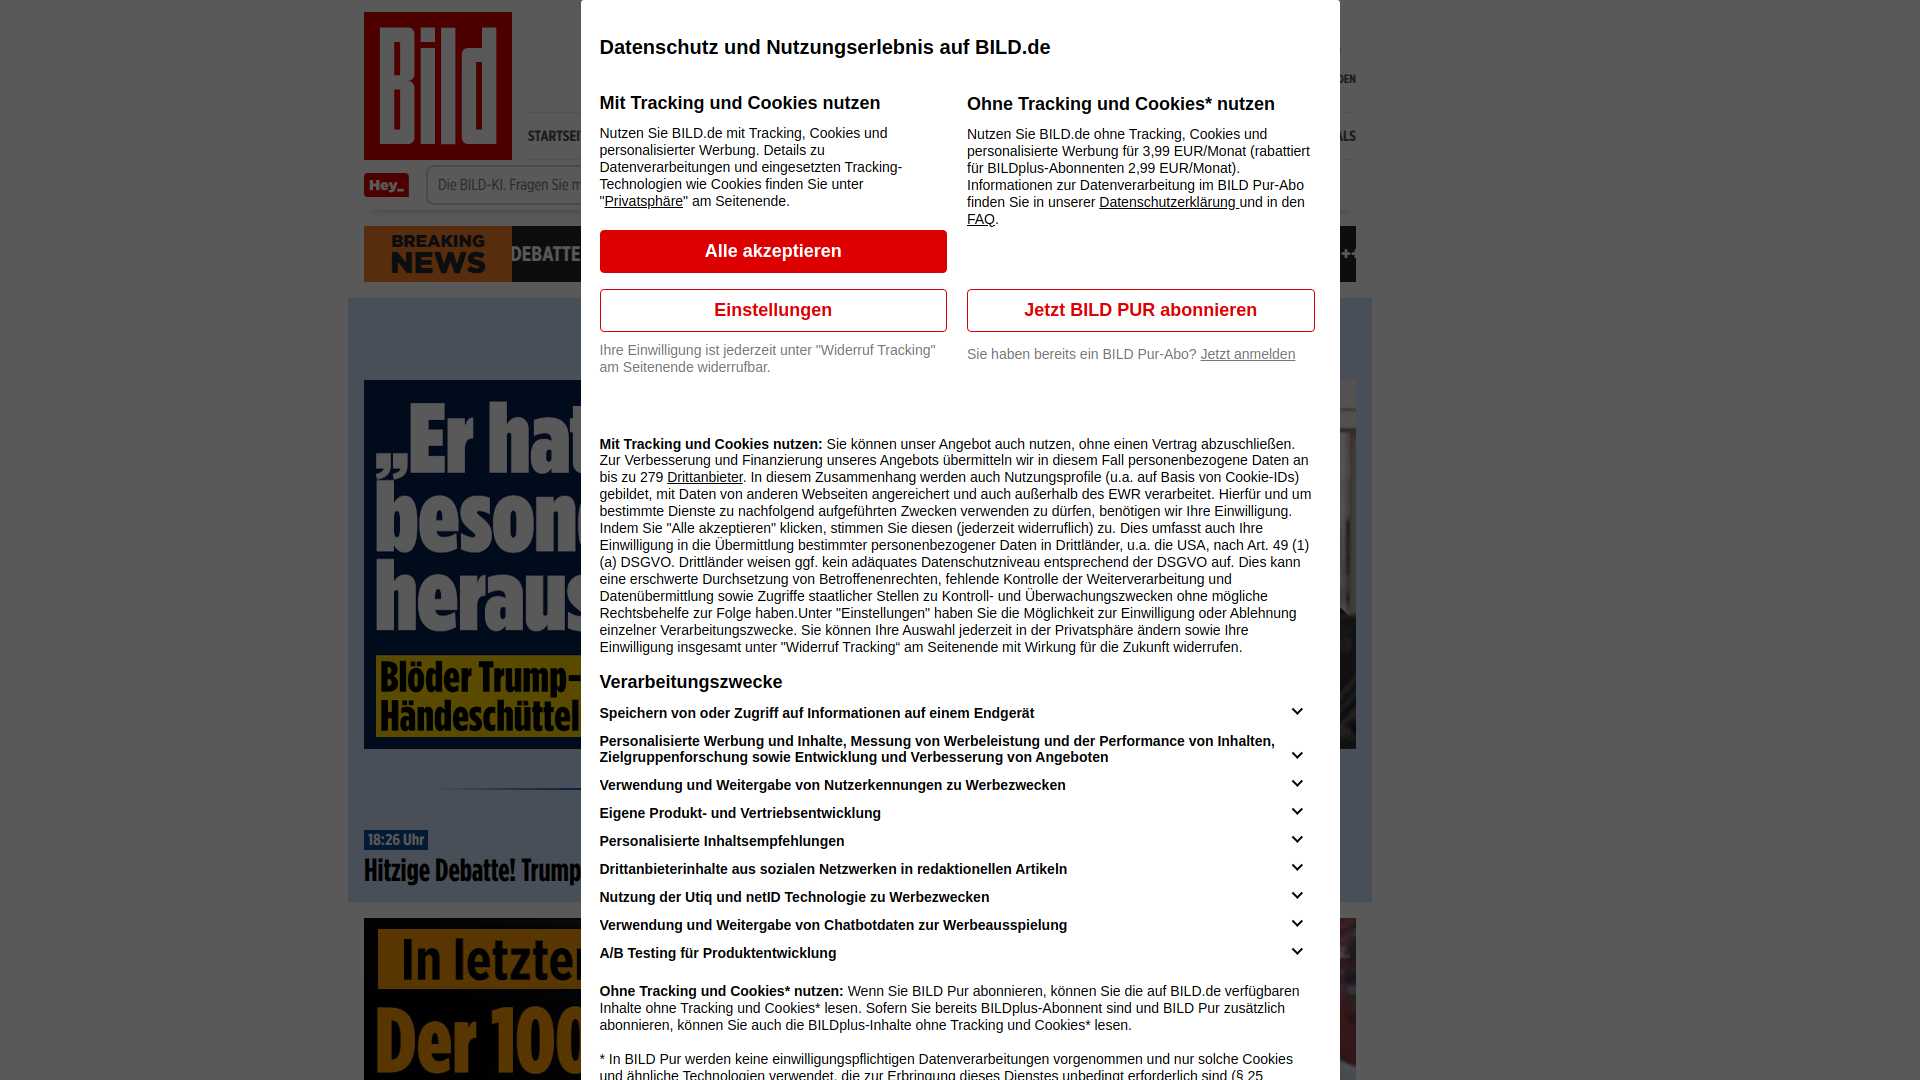 Bild
Datenschutz und Nutzungserlebnis auf BILD.de
Mit Tracking und Cookies nutzen
Nutzen Sie BILD.de mit Tracking, Cookies und
personalisierter Werbung. Details zu
Datenverarbeitungen und eingesetzten Tracking-
Technologien wie Cookies finden Sie unter
"Privatsphäre" am Seitenende.
Alle akzeptieren
Einstellungen
Ihre Einwilligung ist jederzeit unter "Widerruf Tracking"
am Seitenende widerrufbar.
Ohne Tracking und Cookies* nutzen
Nutzen Sie BILD.de ohne Tracking, Cookies und
personalisierte Werbung für 3,99 EUR/Monat (rabattiert
für BILDplus-Abonnenten 2,99 EUR/Monat).
Informationen zur Datenverarbeitung im BILD Pur-Abo
finden Sie in unserer Datenschutzerklärung und in den
FAQ.
Jetzt BILD PUR abonnieren
Sie haben bereits ein BILD Pur-Abo? Jetzt anmelden
Mit Tracking und Cookies nutzen: Sie können unser Angebot auch nutzen, ohne einen Vertrag abzuschließen.
Zur Verbesserung und Finanzierung unseres Angebots übermitteln wir in diesem Fall personenbezogene Daten an
bis zu 279 Drittanbieter. In diesem Zusammenhang werden auch Nutzungsprofile (u.a. auf Basis von Cookie-IDs)
gebildet, mit Daten von anderen Webseiten angereichert und auch außerhalb des EWR verarbeitet. Hierfür und um
bestimmte Dienste zu nachfolgend aufgeführten Zwecken verwenden zu dürfen, benötigen wir Ihre Einwilligung.
Indem Sie "Alle akzeptieren" klicken, stimmen Sie diesen (jederzeit widerruflich) zu. Dies umfasst auch Ihre
Einwilligung in die Übermittlung bestimmter personenbezogener Daten in Drittländer, u.a. die USA, nach Art. 49 (1)
(a) DSGVO. Drittländer weisen ggf. kein adäquates Datenschutzniveau entsprechend der DSGVO auf. Dies kann
eine erschwerte Durchsetzung von Betroffenenrechten, fehlende Kontrolle der Weiterverarbeitung und
Datenübermittlung sowie Zugriffe staatlicher Stellen zu Kontroll- und Überwachungszwecken ohne mögliche
Rechtsbehelfe zur Folge haben.Unter "Einstellungen" haben Sie die Möglichkeit zur Einwilligung oder Ablehnung
einzelner Verarbeitungszwecke. Sie können Ihre Auswahl jederzeit in der Privatsphäre ändern sowie Ihre
Einwilligung insgesamt unter "Widerruf Tracking“ am Seitenende mit Wirkung für die Zukunft widerrufen.
Verarbeitungszwecke
Speichern von oder Zugriff auf Informationen auf einem Endgerät
Personalisierte Werbung und Inhalte, Messung von Werbeleistung und der Performance von Inhalten,
Zielgruppenforschung sowie Entwicklung und Verbesserung von Angeboten
Verwendung und Weitergabe von Nutzerkennungen zu Werbezwecken
Eigene Produkt- und Vertriebsentwicklung
Personalisierte Inhaltsempfehlungen
Drittanbieterinhalte aus sozialen Netzwerken in redaktionellen Artikeln
Nutzung der Utiq und netID Technologie zu Werbezwecken
Verwendung und Weitergabe von Chatbotdaten zur Werbeausspielung
A/B Testing für Produktentwicklung
Ohne Tracking und Cookies* nutzen: Wenn Sie BILD Pur abonnieren, können Sie die auf BILD.de verfügbaren
Inhalte ohne Tracking und Cookies* lesen. Sofern Sie bereits BILDplus-Abonnent sind und BILD Pur zusätzlich
abonnieren, können Sie auch die BILDplus-Inhalte ohne Tracking und Cookies* lesen.
* In BILD Pur werden keine einwilligungspflichtigen Datenverarbeitungen vorgenommen und nur solche Cookies
und ähnliche Technologien verwendet, die zur Erbringung dieses Dienstes unbedingt erforderlich sind (§ 25
STARTSEI
ALS
DEN
Hey_
Die BILD-KI. Fragen Sie m
BREAKING
NEWS
DEBATTE
++
„Er hat
beson
heraus
Blöder Trump-
Händeschüttel
18:26 Uhr
Hitzige Debatte! Trump
In letzter
Der 100